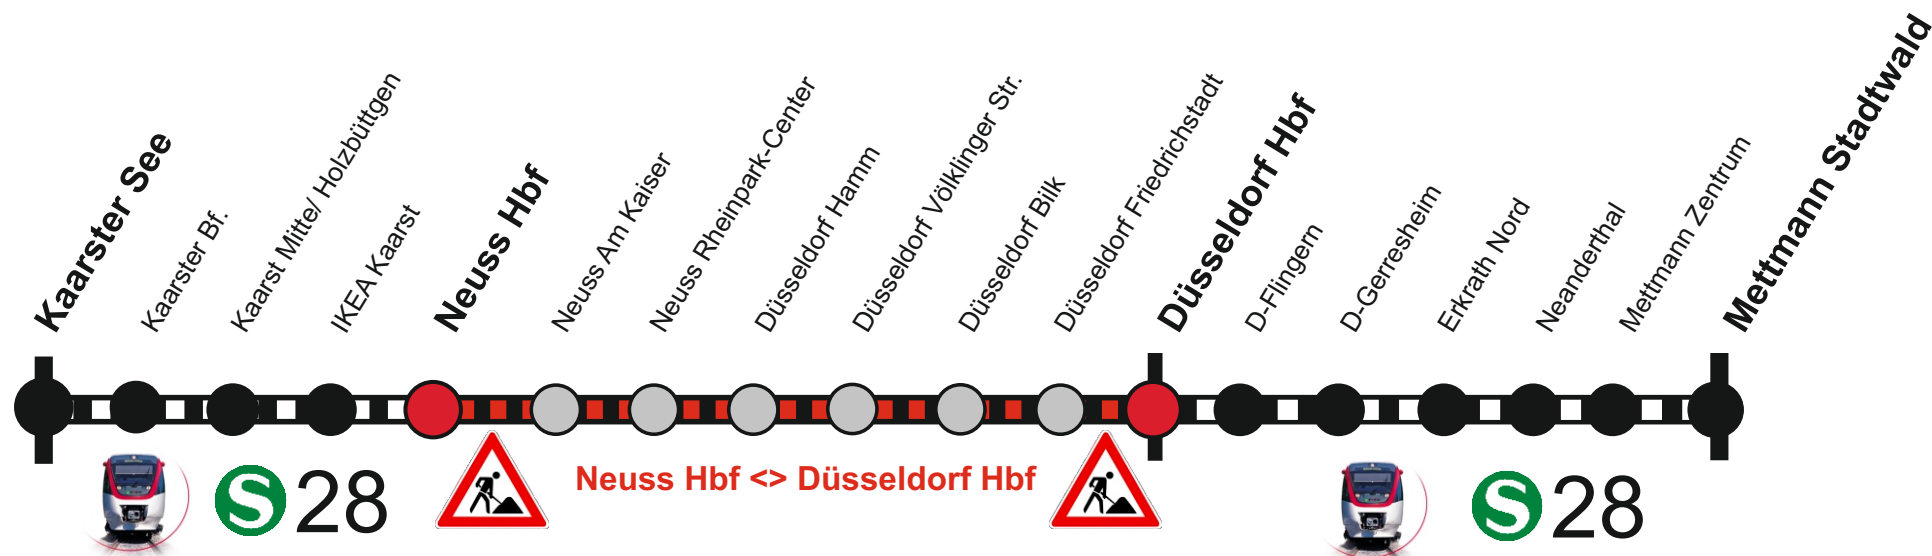 Kaarster See
Kaarster Bf.
Kaarst Mitte/ Holzbüttgen
IKEA Kaarst
Neuss Hbf
Neuss Am Kaiser
Neuss Rheinpark-Center
Düsseldorf Hamm
Düsseldorf Völklinger Str.
Düsseldorf Bilk
Düsseldorf Friedrichstadt
Düsseldorf Hbf
D-Flingern
D-Gerresheim
Erkrath Nord
Neanderthal
Mettmann Zentrum
Mettmann Stadtwald
S 28
Neuss Hbf <> Düsseldorf Hbf
S 28